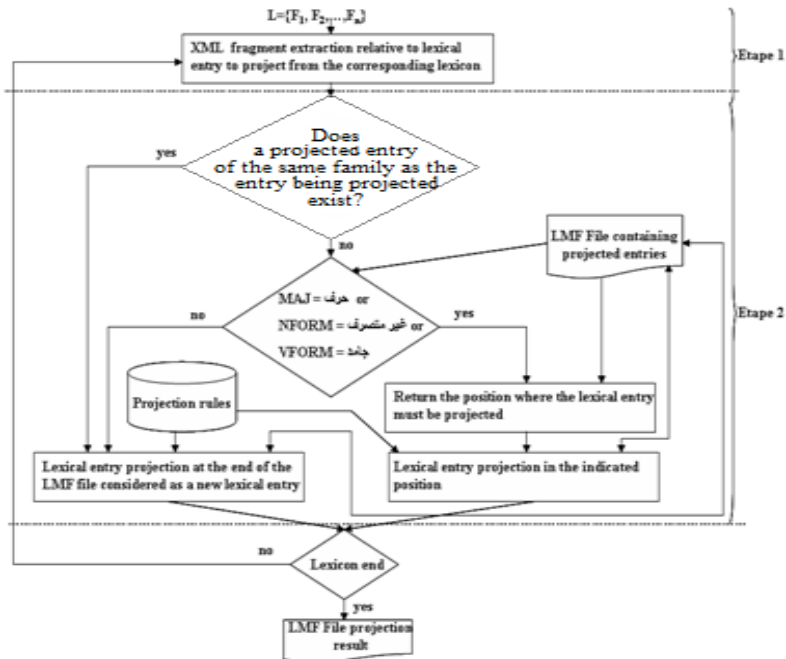 L={F1, F2,...,Fn}
XML fragment extraction relative to lexical
entry to project from the corresponding lexicon
Etape 1
Does
a projected entry
of the same family as the
entry being projected
exist?
yes
no
LMF File containing
projected entries
MAJ = حرف or
NFORM = غير متصرف or
VFORM = جامد
no
yes
Etape 2
Projection rules
Return the position where the lexical entry
must be projected
Lexical entry projection at the end of the
LMF file considered as a new lexical entry
Lexical entry projection in the indicated
position
no
Lexicon end
yes
LMF File projection
result